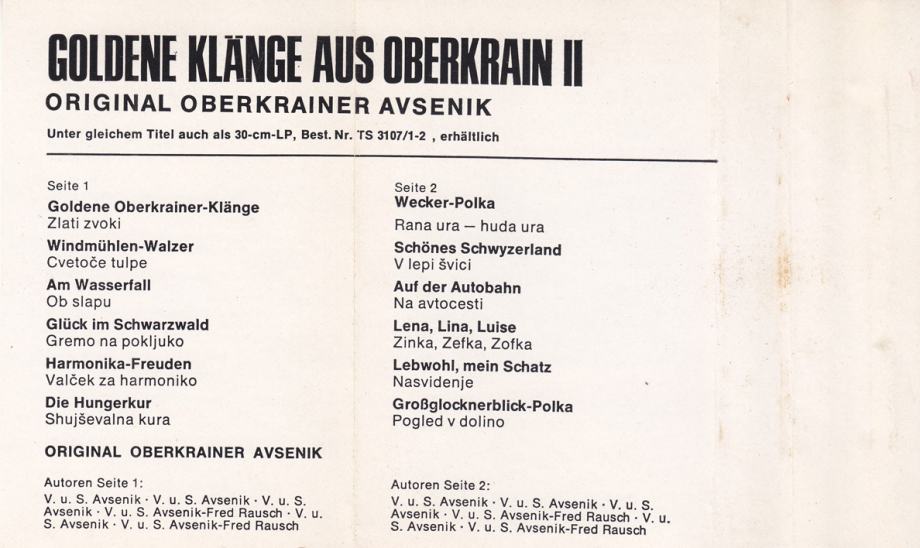 GOLDENE KLÄNGE AUS OBERKRAIN II
ORIGINAL OBERKRAINER AVSENIK
Unter gleichem Titel auch als 30-cm-LP, Best. Nr. TS 3107/1-2 , erhältlich
Seite 1
Goldene Oberkrainer-Klänge
Zlati zvoki
Windmühlen-Walzer
Cvetoče tulpe
Am Wasserfall
Ob slapu
Glück im Schwarzwald
Gremo na pokljuko
Harmonika-Freuden
Valček za harmoniko
Die Hungerkur
Shujševalna kura
ORIGINAL OBERKRAINER AVSENIK
Autoren Seite 1:
V. u. S. Avsenik · V. u. S. Avsenik · V. u. S.
Avsenik · V. u. S. Avsenik-Fred Rausch · V. u.
S. Avsenik · V. u. S. Avsenik-Fred Rausch
Seite 2
Wecker-Polka
Rana ura — huda ura
Schönes Schwyzerland
V lepi švici
Auf der Autobahn
Na avtocesti
Lena, Lina, Luise
Zinka, Zefka, Zofka
Lebwohl, mein Schatz
Nasvidenje
Großglocknerblick-Polka
Pogled v dolino
Autoren Seite 2:
V. u. S. Avsenik · V. u. S. Avsenik · V. u. S.
Avsenik · V. u. S. Avsenik-Fred Rausch · V. u.
S. Avsenik · V. u. S. Avsenik-Fred Rausch